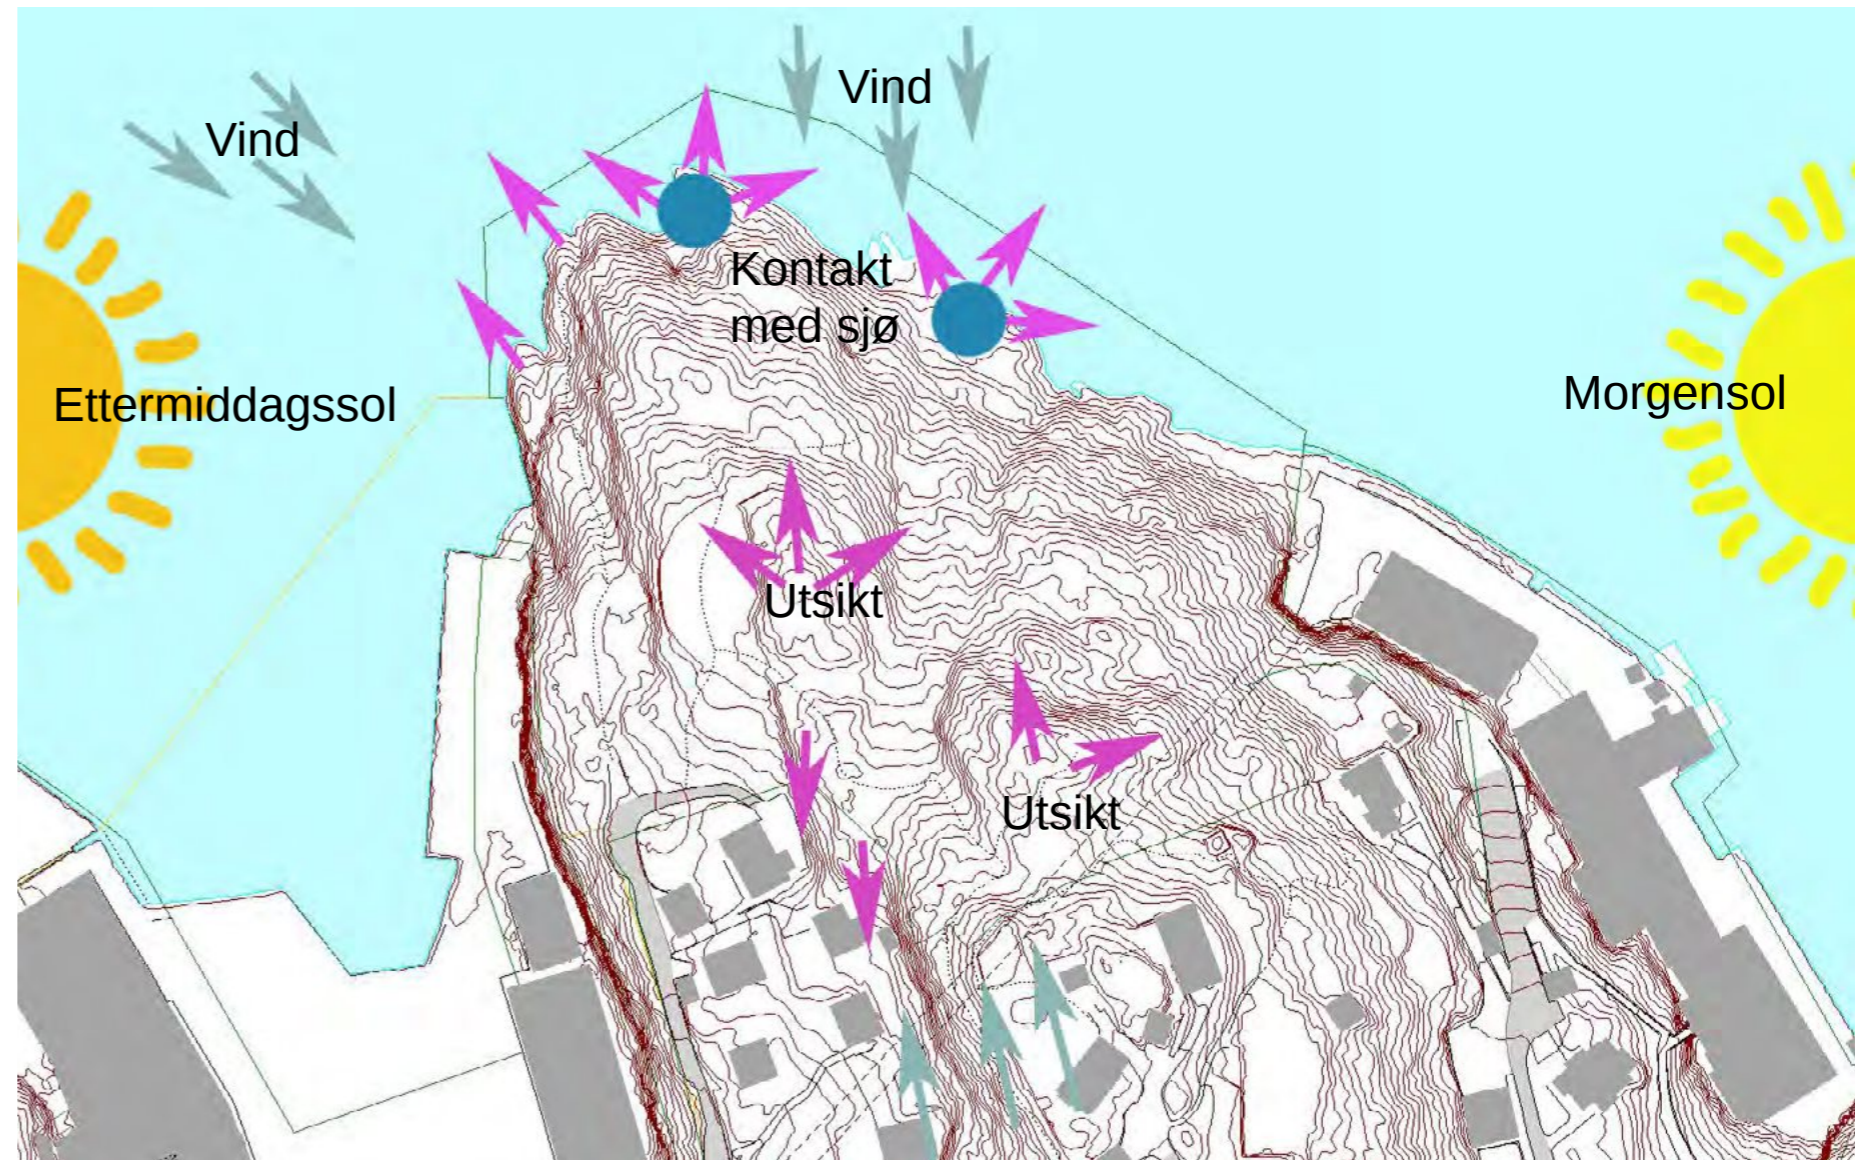 Vind
Vind
Kontakt
med sjø
Ettermiddagssol
Morgensol
Utsikt
Utsikt